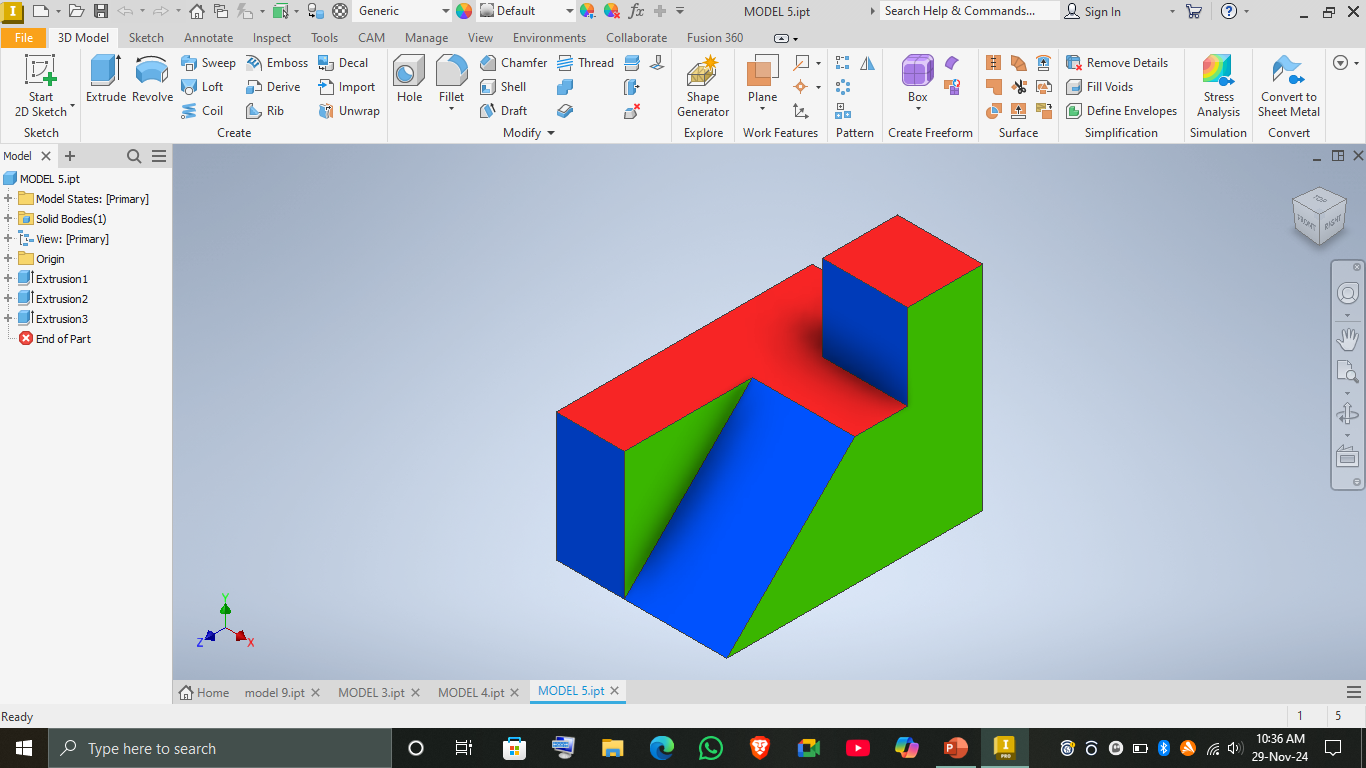 I Generic Default fx MODEL 5.ipt Search Help & Commands... Sign In
File 3D Model Sketch Annotate Inspect Tools CAM Manage View Environments Collaborate Fusion 360
Start
2D Sketch
Extrude Revolve
Sweep Emboss Decal
Loft Derive Import
Coil Rib Unwrap
Hole Fillet
Chamfer Thread
Shell
Draft
Shape
Generator
Plane
Box
Remove Details
Fill Voids
Define Envelopes
Stress
Analysis
Convert to
Sheet Metal
Sketch Create Modify Explore Work Features Pattern Create Freeform Surface Simplification Simulation Convert
Model
MODEL 5.ipt
Model States: [Primary]
Solid Bodies(1)
View: [Primary]
Origin
Extrusion1
Extrusion2
Extrusion3
End of Part
TOP
FRONT RIGHT
Y
Z X
Home model 9.ipt MODEL 3.ipt MODEL 4.ipt MODEL 5.ipt
Ready 1 5
Type here to search
10:36 AM
29-Nov-24
I
PRO